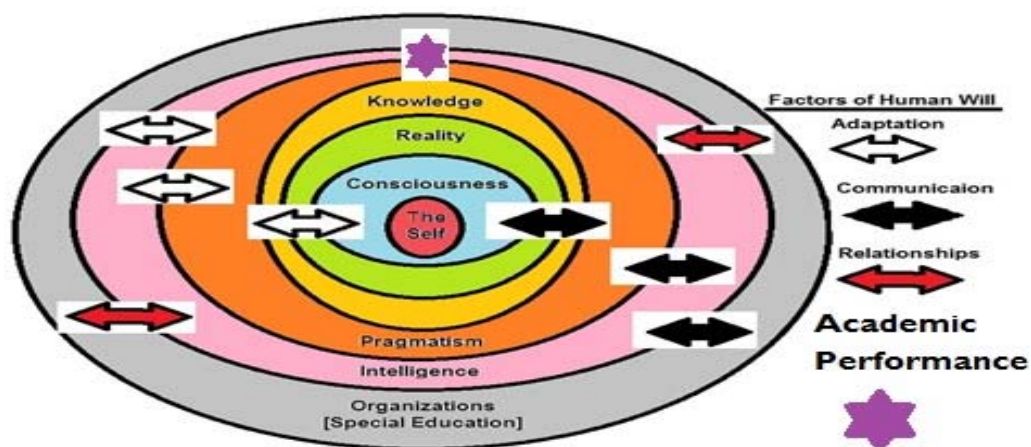 Knowledge
Reality
Consciousness
The
Self
Pragmatism
Intelligence
Organizations
[Special Education]
Factors of Human Will
Adaptation
Communicaion
Relationships
Academic
Performance